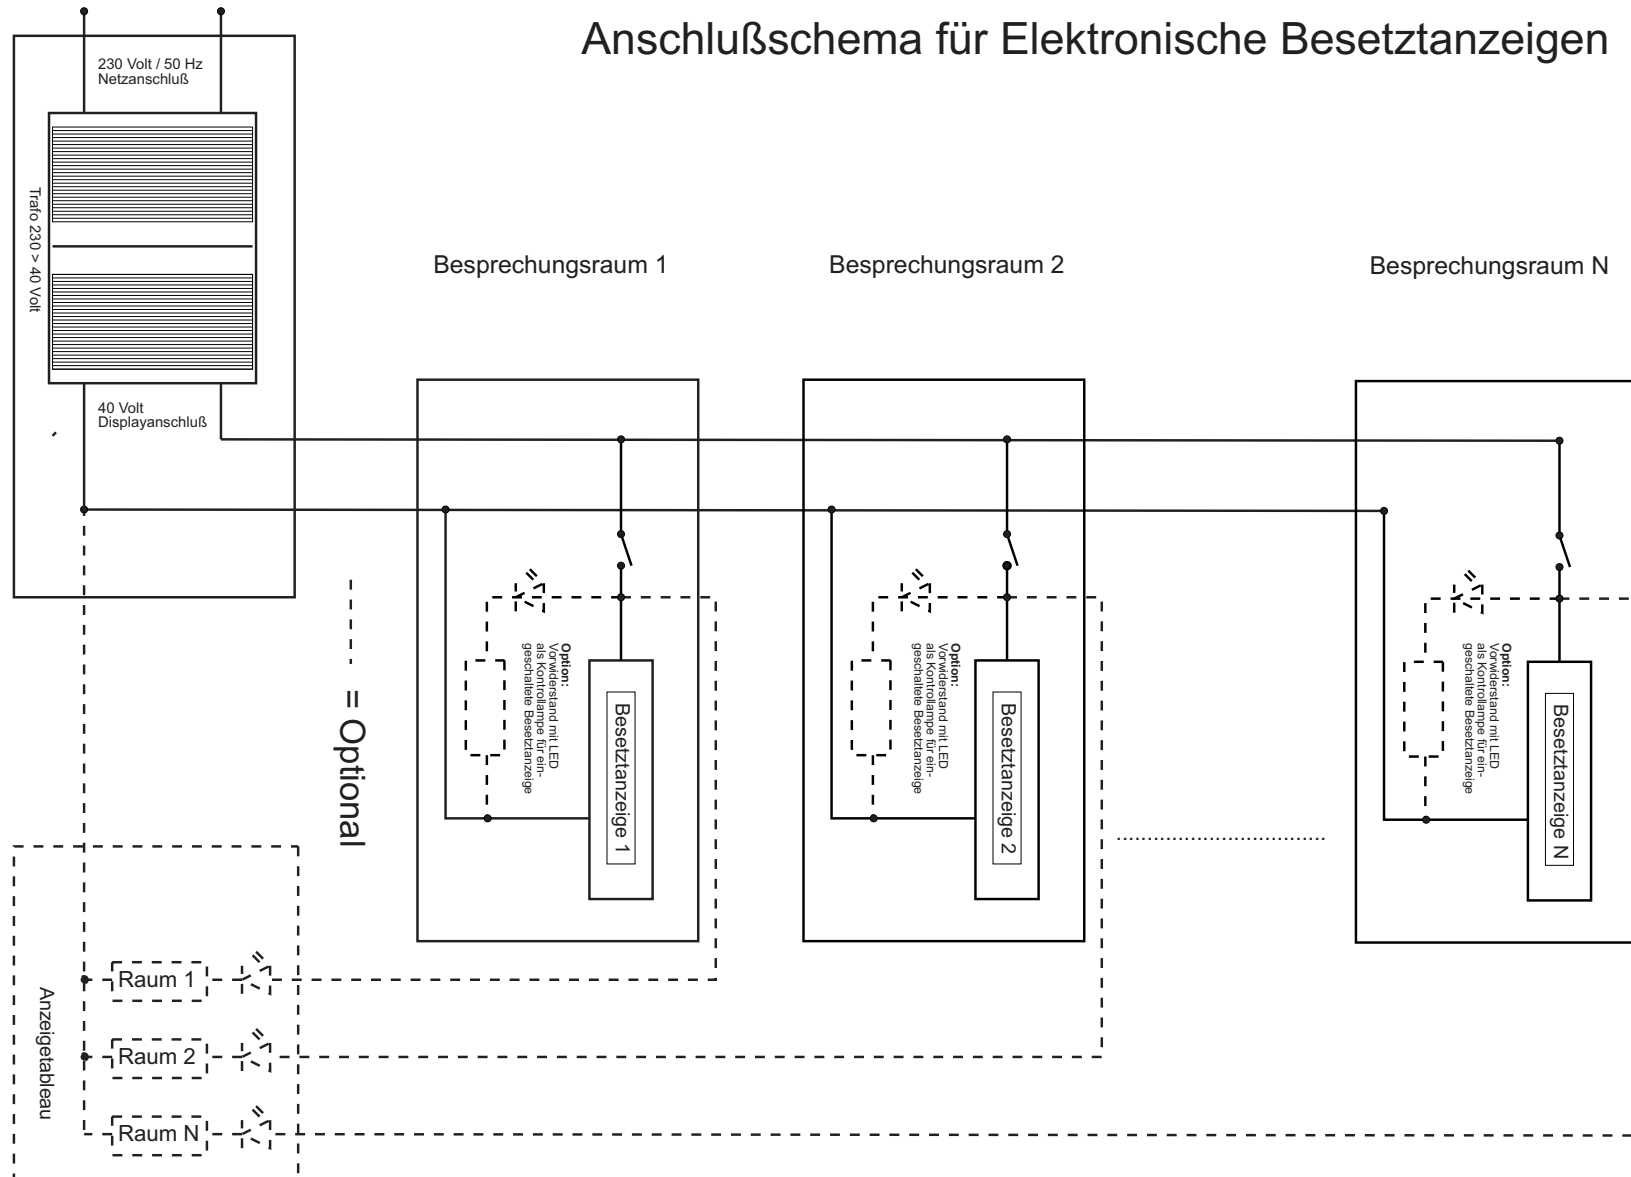 Anschlußschema für Elektronische Besetztanzeigen
230 Volt / 50 Hz
Netzanschluß
Trafo 230 > 40 Volt
40 Volt
Displayanschluß
Besprechungsraum 1
Besprechungsraum 2
Besprechungsraum N
= Optional
Option:
Vorwiderstand mit LED
als Kontrollampe für ein-
geschaltete Besetztanzeige
Besetztanzeige 1
Option:
Vorwiderstand mit LED
als Kontrollampe für ein-
geschaltete Besetztanzeige
Besetztanzeige 2
Option:
Vorwiderstand mit LED
als Kontrollampe für ein-
geschaltete Besetztanzeige
Besetztanzeige N
Anzeigetableau
Raum 1
Raum 2
Raum N